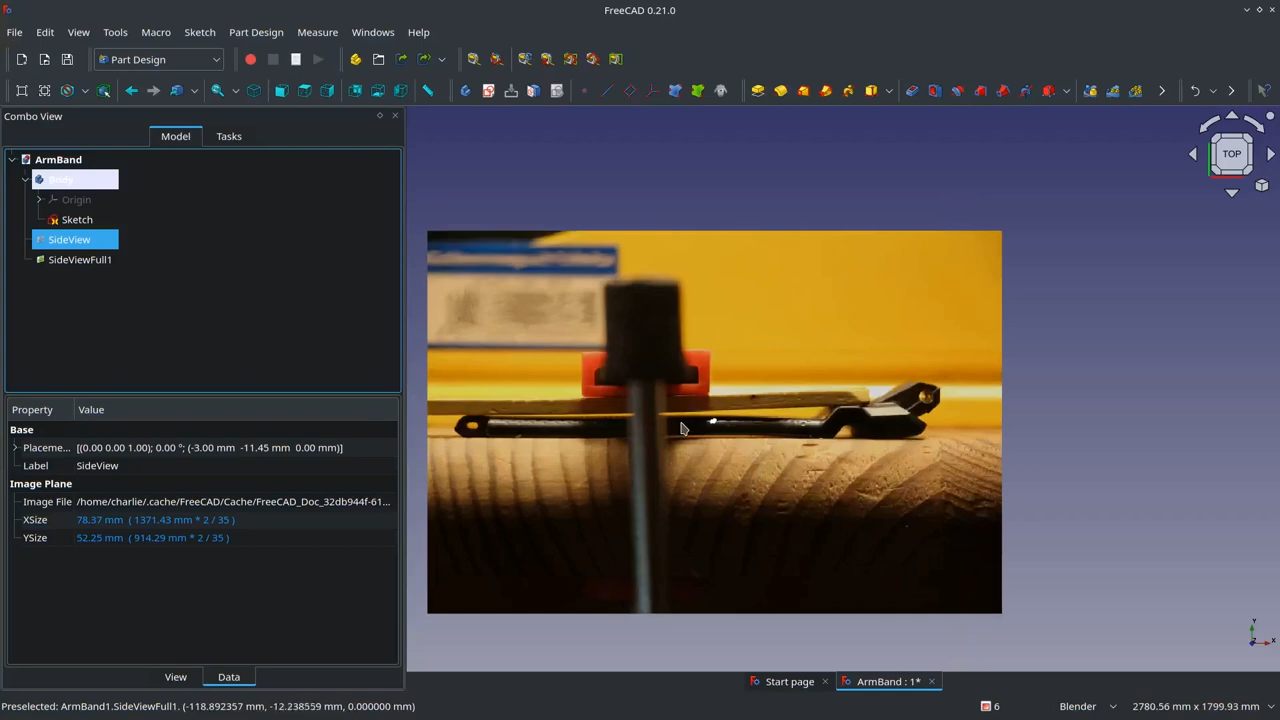 FreeCAD 0.21.0
File Edit View Tools Macro Sketch Part Design Measure Windows Help
Part Design
Combo View
Model Tasks
ArmBand
Body
Origin
Sketch
SideView
SideViewFull1
TOP
Property Value
Base
Placeme... [(0.00 0.00 1.00); 0.00 °; (-3.00 mm -11.45 mm 0.00 mm)]
Label SideView
Image Plane
Image File /home/charlie/.cache/FreeCAD/Cache/FreeCAD_Doc_32db944f-61...
XSize 78.37 mm ( 1371.43 mm * 2 / 35 )
YSize 52.25 mm ( 914.29 mm * 2 / 35 )
Y
Z X
View Data
Start page ArmBand : 1*
Preselected: ArmBand1.SideViewFull1. (-118.892357 mm, -12.238559 mm, 0.000000 mm) 6 Blender 2780.56 mm x 1799.93 mm